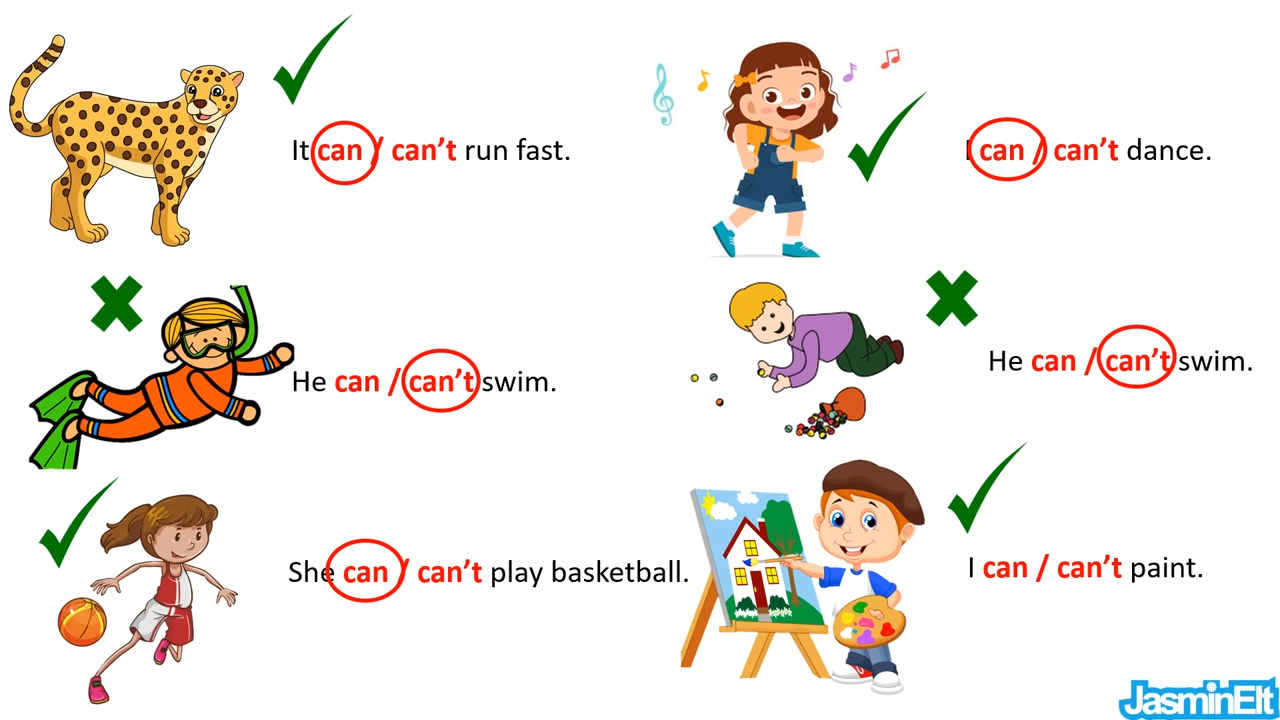 It can / can't run fast.
I can / can't dance.
He can / can't swim.
He can / can't swim.
She can / can't play basketball.
I can / can't paint.
JasminElt